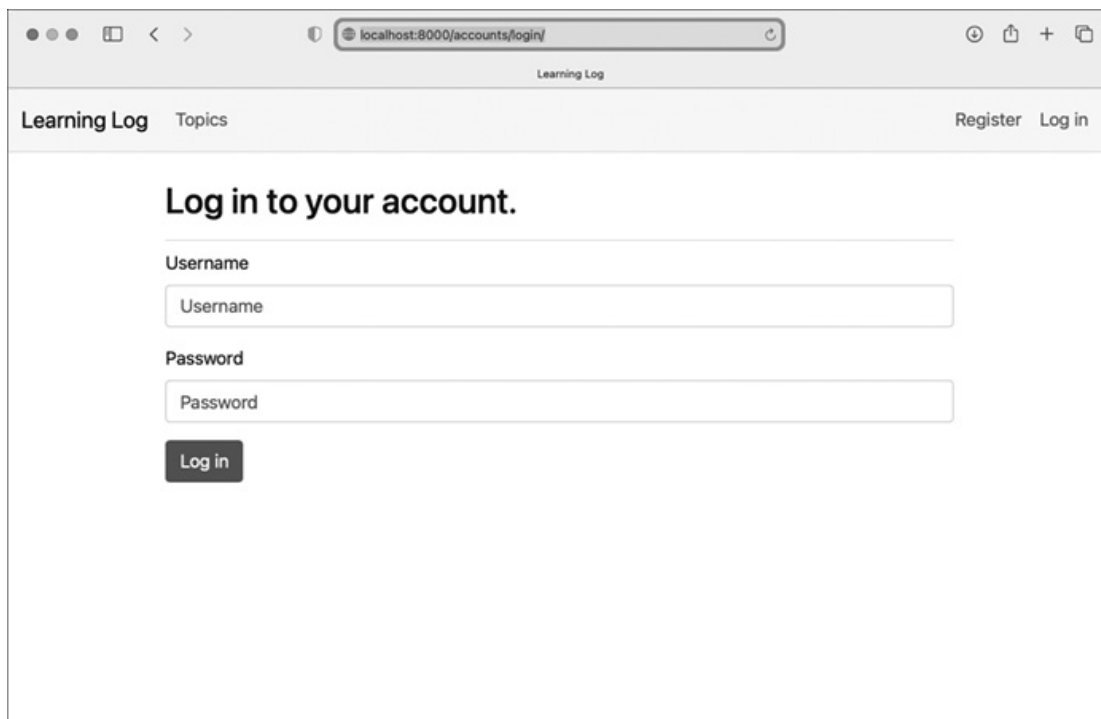 localhost:8000/accounts/login/
Learning Log
Learning Log Topics Register Log in
Log in to your account.
Username
Username
Password
Password
Log in